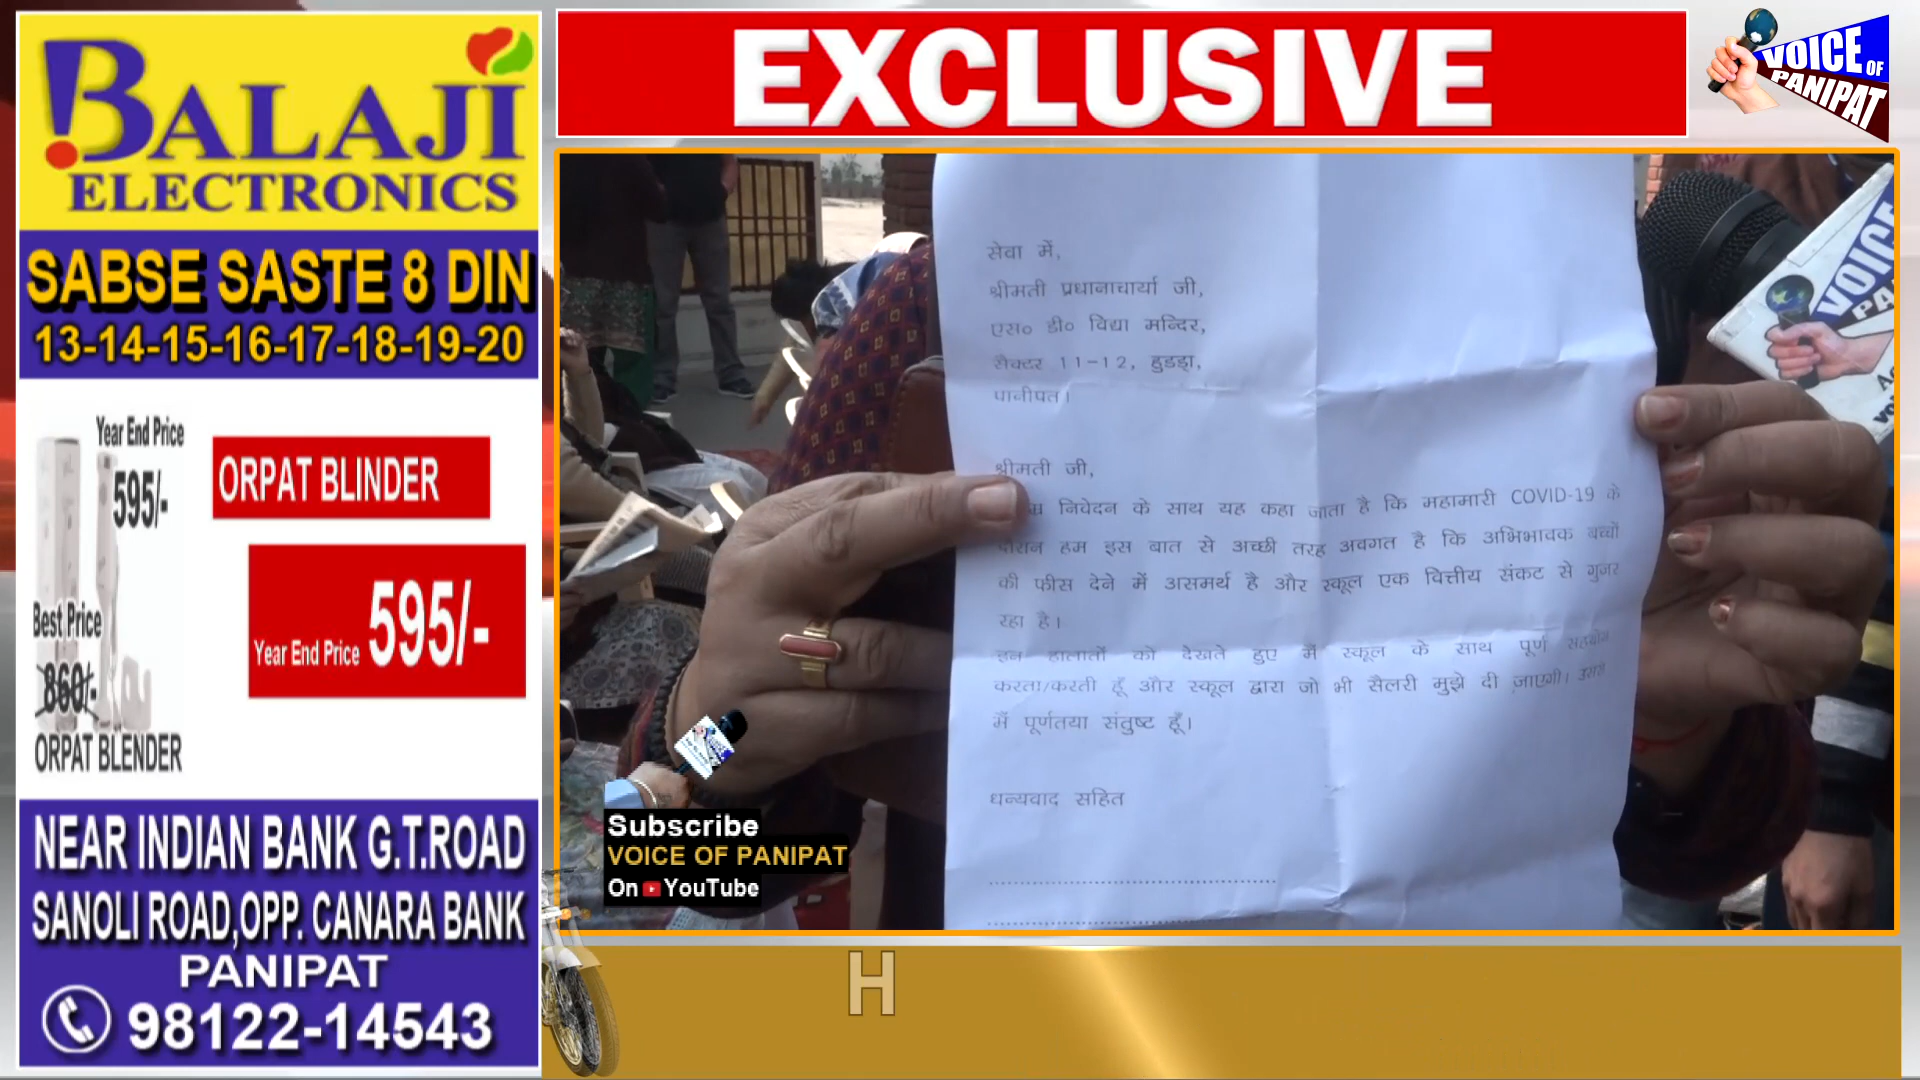 BALAJI
ELECTRONICS
SABSE SASTE 8 DIN
13-14-15-16-17-18-19-20
Year End Price
595/-
Best Price
860/-
ORPAT BLENDER
ORPAT BLINDER
Year End Price 595/-
NEAR INDIAN BANK G.T.ROAD
SANOLI ROAD,OPP. CANARA BANK
PANIPAT
98122-14543
EXCLUSIVE
VOICE OF
PANIPAT
सेवा में,
श्रीमती प्रधानाचार्या जी,
एस० डी० विद्या मन्दिर,
सैक्टर 11-12, हुडडा,
पानीपत।
श्रीमती जी,
निवेदन के साथ यह कहा जाता है कि महामारी COVID-19 के
दौरान हम इस बात से अच्छी तरह अवगत है कि अभिभावक बच्चों
की फीस देने में असमर्थ है और स्कूल एक वित्तीय संकट से गुजर
रहा है।
इन हालातों को देखते हुए मैं स्कूल के साथ पूर्ण सहयोग
करता/करती हूँ और स्कूल द्वारा जो भी सैलरी मुझे दी जाएगी। उससे
मैं पूर्णतया संतुष्ट हूँ।
धन्यवाद सहित
VOICE
Subscribe
VOICE OF PANIPAT
On YouTube
H